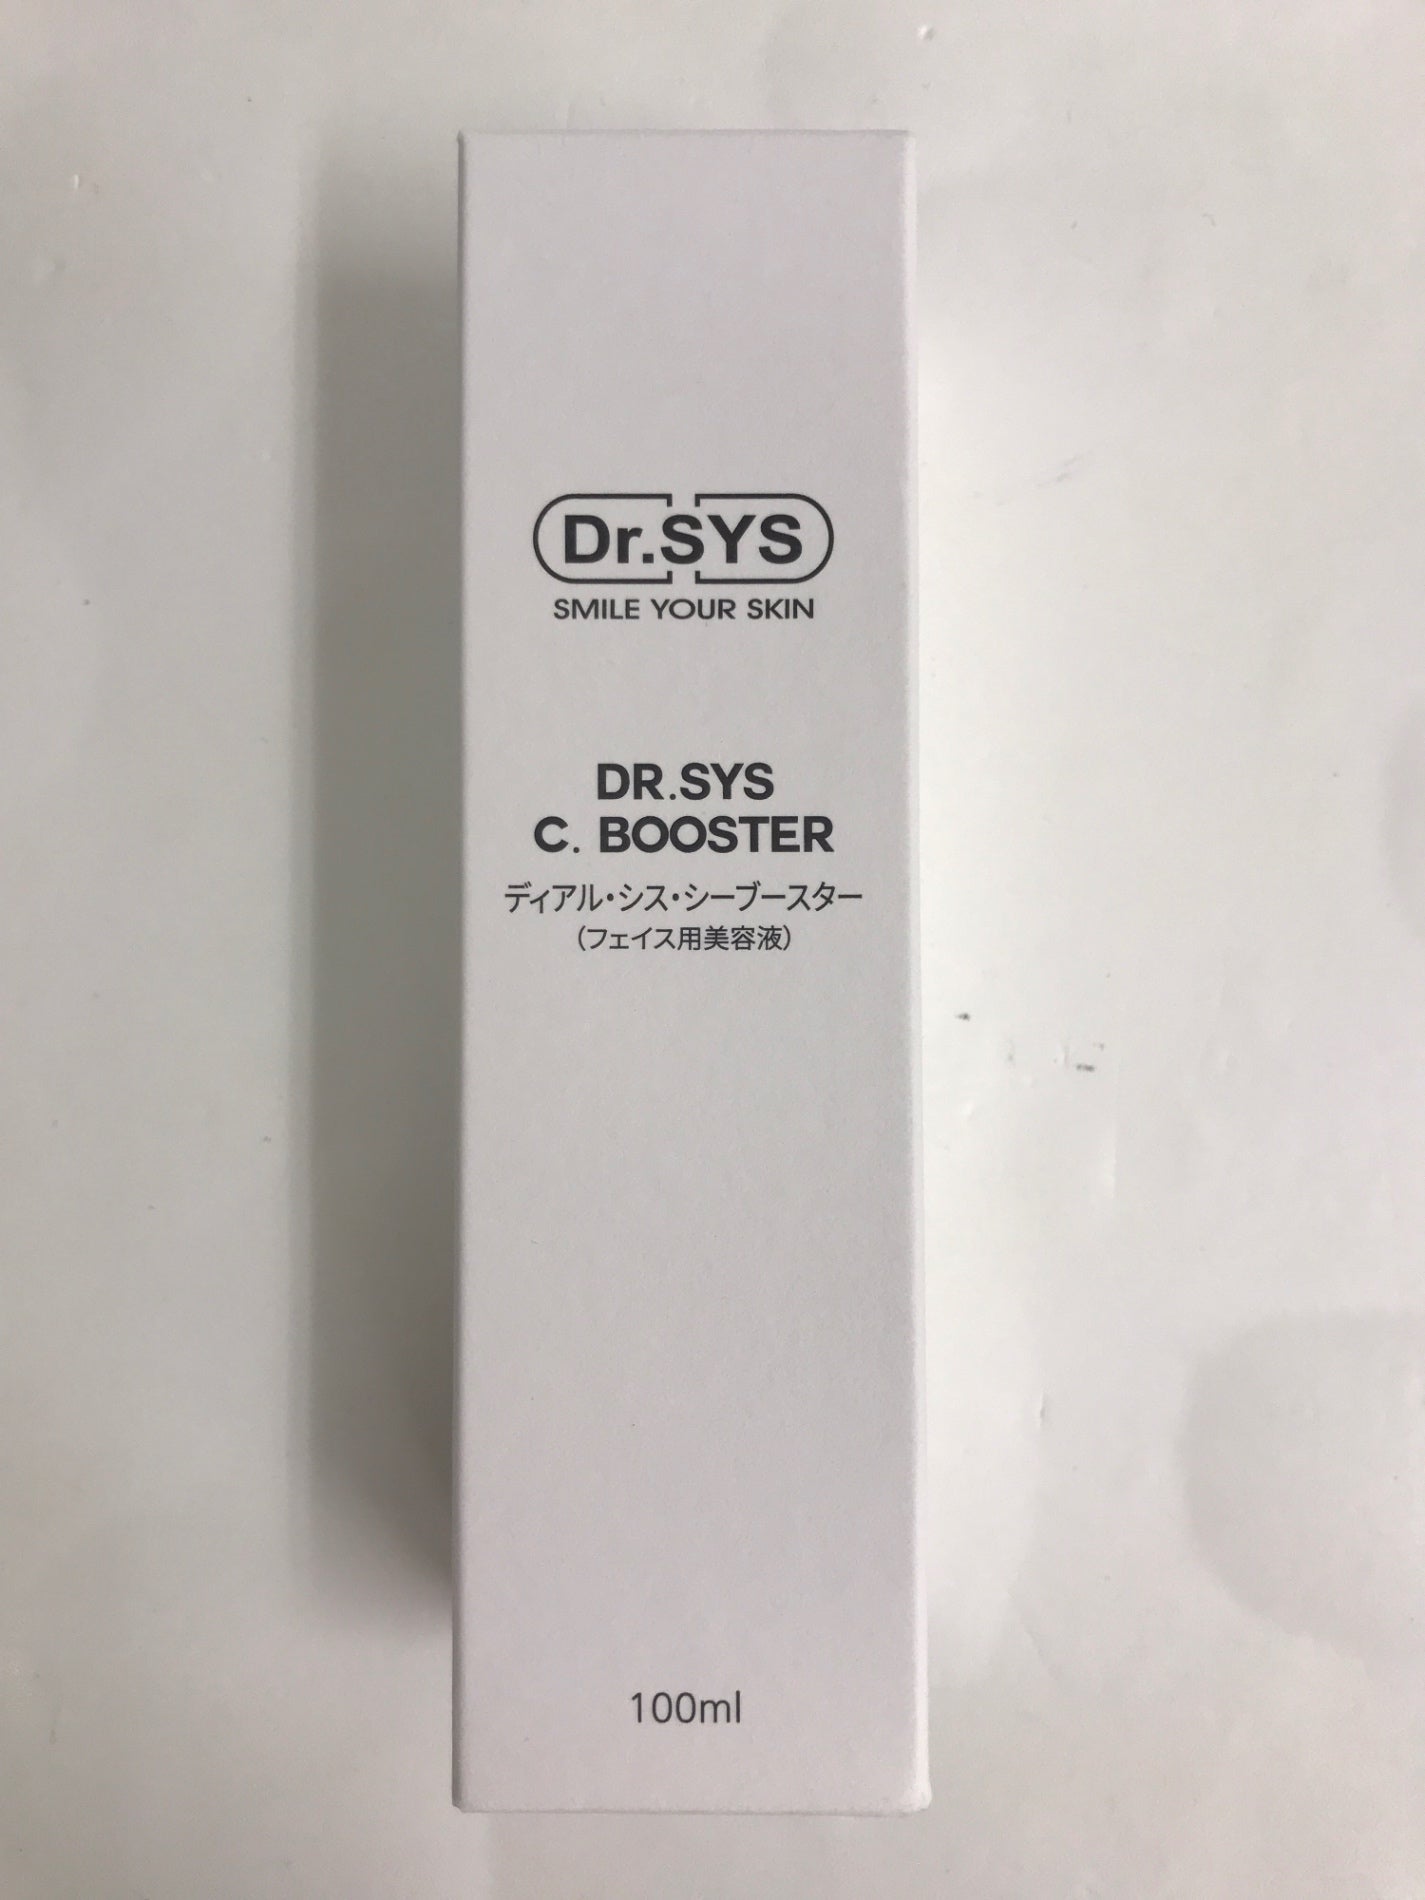 Dr.SYS
SMILE YOUR SKIN
DR.SYS
C. BOOSTER
ディアル・シス・シーブースター
（フェイス用美容液）
100ml